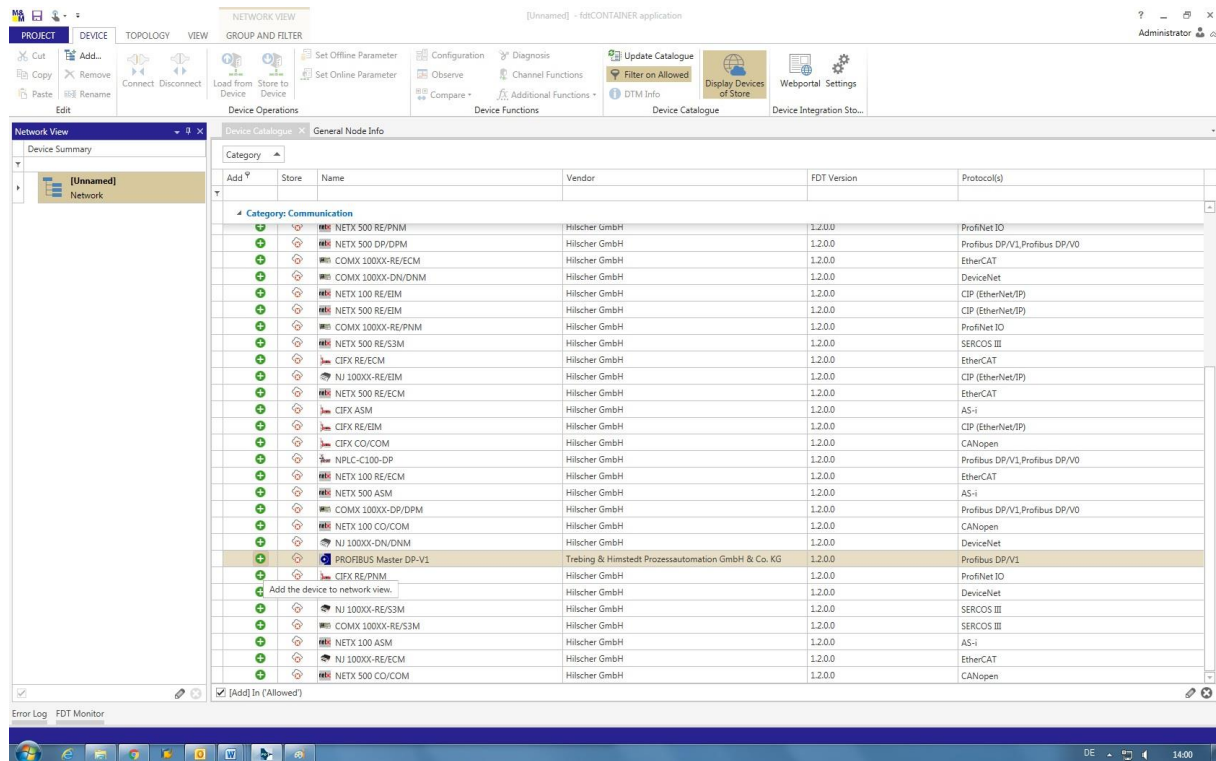 M&M
NETWORK VIEW
[Unnamed] - fdtCONTAINER application
PROJECT DEVICE TOPOLOGY VIEW GROUP AND FILTER Administrator
Cut Add...
Copy Remove
Paste Rename
Connect Disconnect
Edit
Load from Device Store to Device
Set Offline Parameter
Set Online Parameter
Device Operations
Configuration Diagnosis
Observe Channel Functions
Compare Additional Functions
Device Functions
Update Catalogue
Filter on Allowed
DTM Info
Display Devices of Store
Device Catalogue
Webportal Settings
Device Integration Sto...
Network View
Device Summary
[Unnamed]
Network
Device Catalogue General Node Info
Category
Add Store Name Vendor FDT Version Protocol(s)
Category: Communication
NETX 500 RE/PNM Hilscher GmbH 1.2.0.0 ProfiNet IO
NETX 500 DP/DPM Hilscher GmbH 1.2.0.0 Profibus DP/V1,Profibus DP/V0
COMX 100XX-RE/ECM Hilscher GmbH 1.2.0.0 EtherCAT
COMX 100XX-DN/DNM Hilscher GmbH 1.2.0.0 DeviceNet
NETX 100 RE/EIM Hilscher GmbH 1.2.0.0 CIP (EtherNet/IP)
NETX 500 RE/EIM Hilscher GmbH 1.2.0.0 CIP (EtherNet/IP)
COMX 100XX-RE/PNM Hilscher GmbH 1.2.0.0 ProfiNet IO
NETX 500 RE/S3M Hilscher GmbH 1.2.0.0 SERCOS III
CIFX RE/ECM Hilscher GmbH 1.2.0.0 EtherCAT
NJ 100XX-RE/EIM Hilscher GmbH 1.2.0.0 CIP (EtherNet/IP)
NETX 500 RE/ECM Hilscher GmbH 1.2.0.0 EtherCAT
CIFX ASM Hilscher GmbH 1.2.0.0 AS-i
CIFX RE/EIM Hilscher GmbH 1.2.0.0 CIP (EtherNet/IP)
CIFX CO/COM Hilscher GmbH 1.2.0.0 CANopen
NPLC-C100-DP Hilscher GmbH 1.2.0.0 Profibus DP/V1,Profibus DP/V0
NETX 100 RE/ECM Hilscher GmbH 1.2.0.0 EtherCAT
NETX 500 ASM Hilscher GmbH 1.2.0.0 AS-i
COMX 100XX-DP/DPM Hilscher GmbH 1.2.0.0 Profibus DP/V1,Profibus DP/V0
NETX 100 CO/COM Hilscher GmbH 1.2.0.0 CANopen
NJ 100XX-DN/DNM Hilscher GmbH 1.2.0.0 DeviceNet
PROFIBUS Master DP-V1 Trebing & Himstedt Prozessautomation GmbH & Co. KG 1.2.0.0 Profibus DP/V1
CIFX RE/PNM Hilscher GmbH 1.2.0.0 ProfiNet IO
Add the device to network view. Hilscher GmbH 1.2.0.0 DeviceNet
NJ 100XX-RE/S3M Hilscher GmbH 1.2.0.0 SERCOS III
COMX 100XX-RE/S3M Hilscher GmbH 1.2.0.0 SERCOS III
NETX 100 ASM Hilscher GmbH 1.2.0.0 AS-i
NJ 100XX-RE/ECM Hilscher GmbH 1.2.0.0 EtherCAT
NETX 500 CO/COM Hilscher GmbH 1.2.0.0 CANopen
[Add] In ('Allowed')
Error Log FDT Monitor
DE 14:00